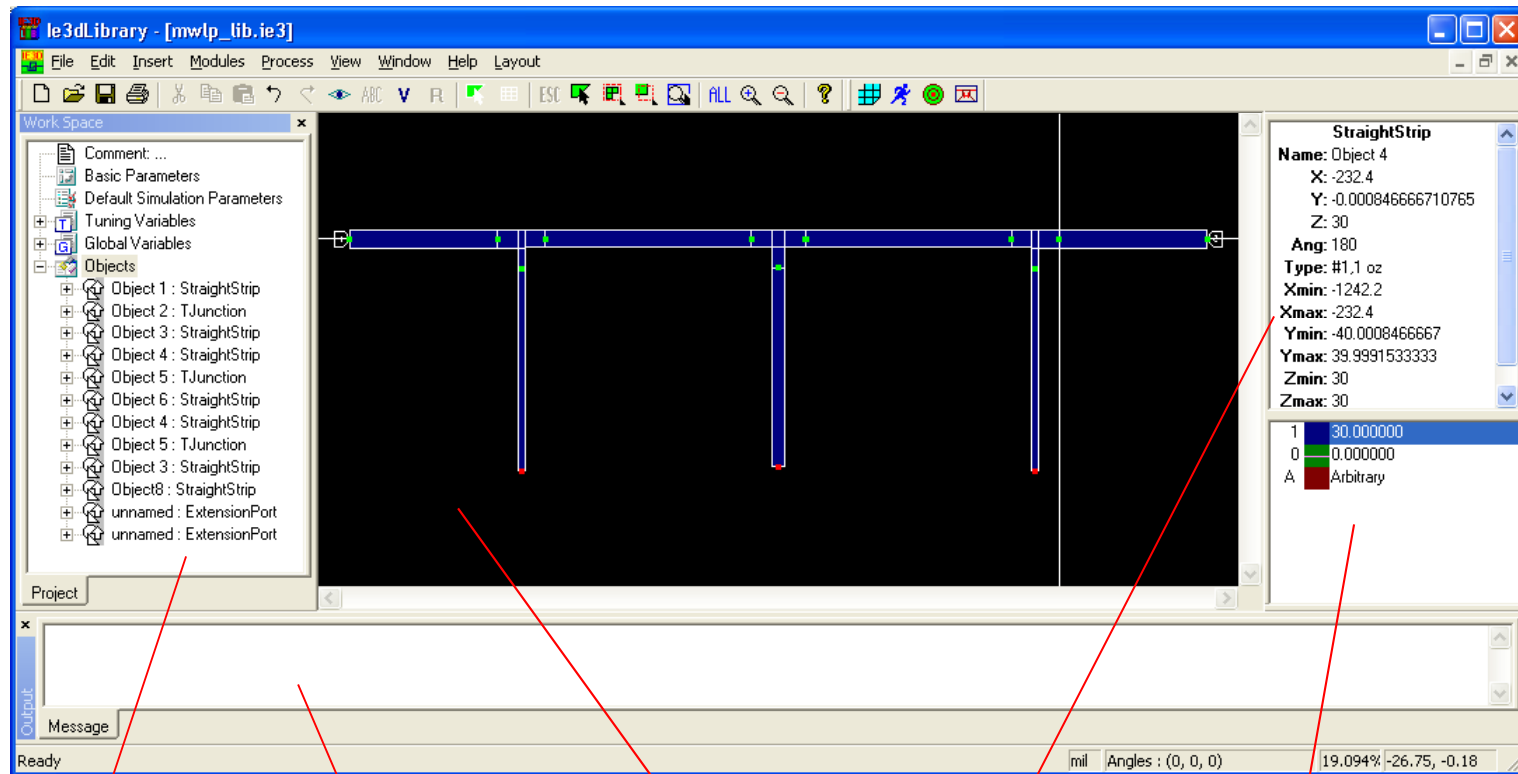 Ie3dLibrary - [mwlp_lib.ie3]
File Edit Insert Modules Process View Window Help Layout
ABC V R ESC ALL
Work Space
Comment: ...
Basic Parameters
Default Simulation Parameters
T Tuning Variables
G Global Variables
Objects
Object 1 : StraightStrip
Object 2 : TJunction
Object 3 : StraightStrip
Object 4 : StraightStrip
Object 5 : TJunction
Object 6 : StraightStrip
Object 4 : StraightStrip
Object 5 : TJunction
Object 3 : StraightStrip
Object8 : StraightStrip
unnamed : ExtensionPort
unnamed : ExtensionPort
Project
StraightStrip
Name: Object 4
X: -232.4
Y: -0.000846666710765
Z: 30
Ang: 180
Type: #1,1 oz
Xmin: -1242.2
Xmax: -232.4
Ymin: -40.0008466667
Ymax: 39.9991533333
Zmin: 30
Zmax: 30
1 30.000000
0 0.000000
A Arbitrary
Output
Message
Ready
mil Angles : (0, 0, 0) 19.094% -26.75, -0.18